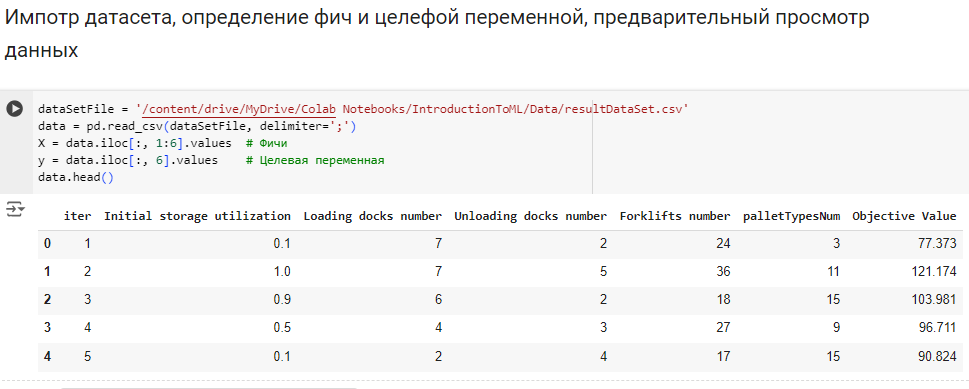 Импотр датасета, определение фич и целефой переменной, предварительный просмотр
данных
dataSetFile = '/content/drive/MyDrive/Colab Notebooks/IntroductionToML/Data/resultDataSet.csv'
data = pd.read_csv(dataSetFile, delimiter=';')
X = data.iloc[:, 1:6].values  # Фичи
y = data.iloc[:, 6].values    # Целевая переменная
data.head()
iter Initial storage utilization Loading docks number Unloading docks number Forklifts number palletTypesNum Objective Value
0 1 0.1 7 2 24 3 77.373
1 2 1.0 7 5 36 11 121.174
2 3 0.9 6 2 18 15 103.981
3 4 0.5 4 3 27 9 96.711
4 5 0.1 2 4 17 15 90.824